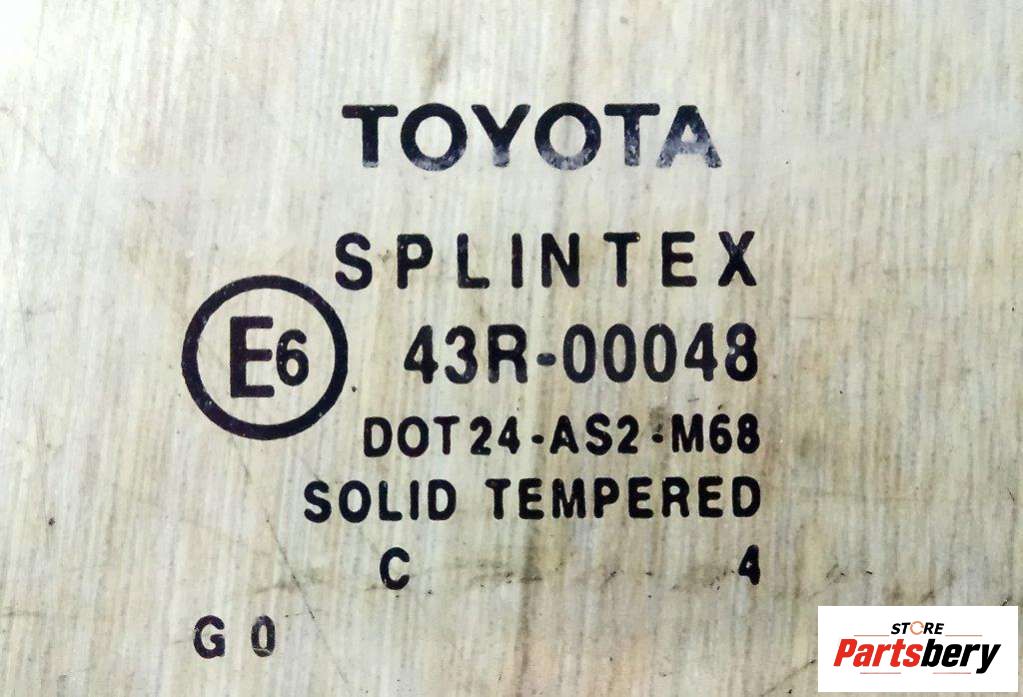 TOYOTA
SPLINTEX
E6 43R-00048
DOT24-AS2-M68
SOLID TEMPERED
C 4
G0
STORE
Partsbery